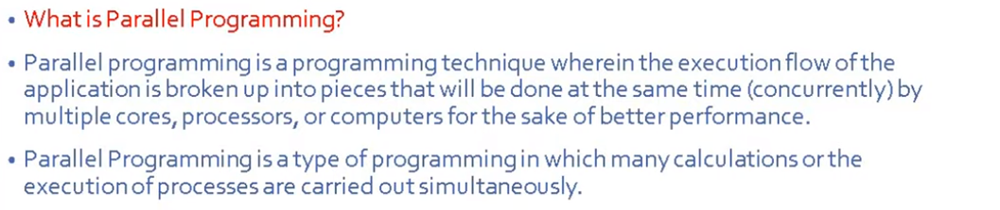 • What is Parallel Programming?
• Parallel programming is a programming technique wherein the execution flow of the
application is broken up into pieces that will be done at the same time (concurrently) by
multiple cores, processors, or computers for the sake of better performance.
• Parallel Programming is a type of programming in which many calculations or the
execution of processes are carried out simultaneously.